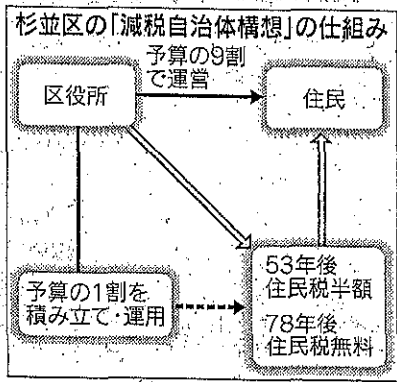 杉並区の「減税自治体構想」の仕組み
予算の9割
で運営
区役所
住民
予算の1割を
積み立て・運用
53年後
住民税半額
78年後
住民税無料